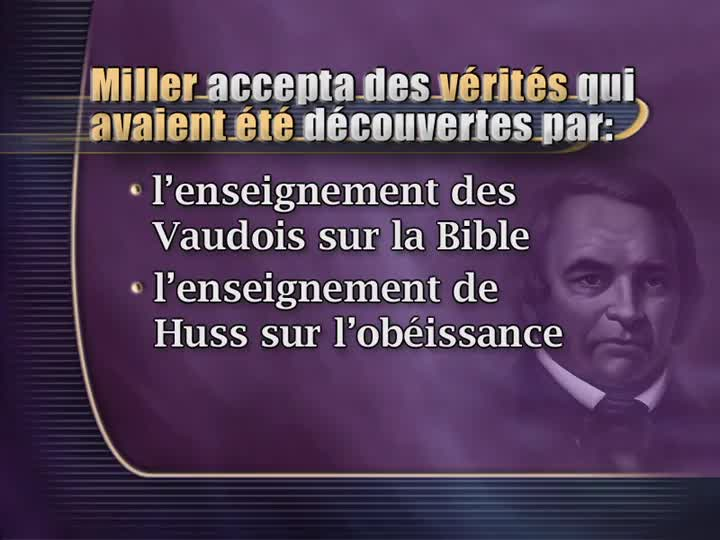 Miller accepta des vérités qui
avaient été découvertes par:
• l’enseignement des
Vaudois sur la Bible
• l’enseignement de
Huss sur l’obéissance